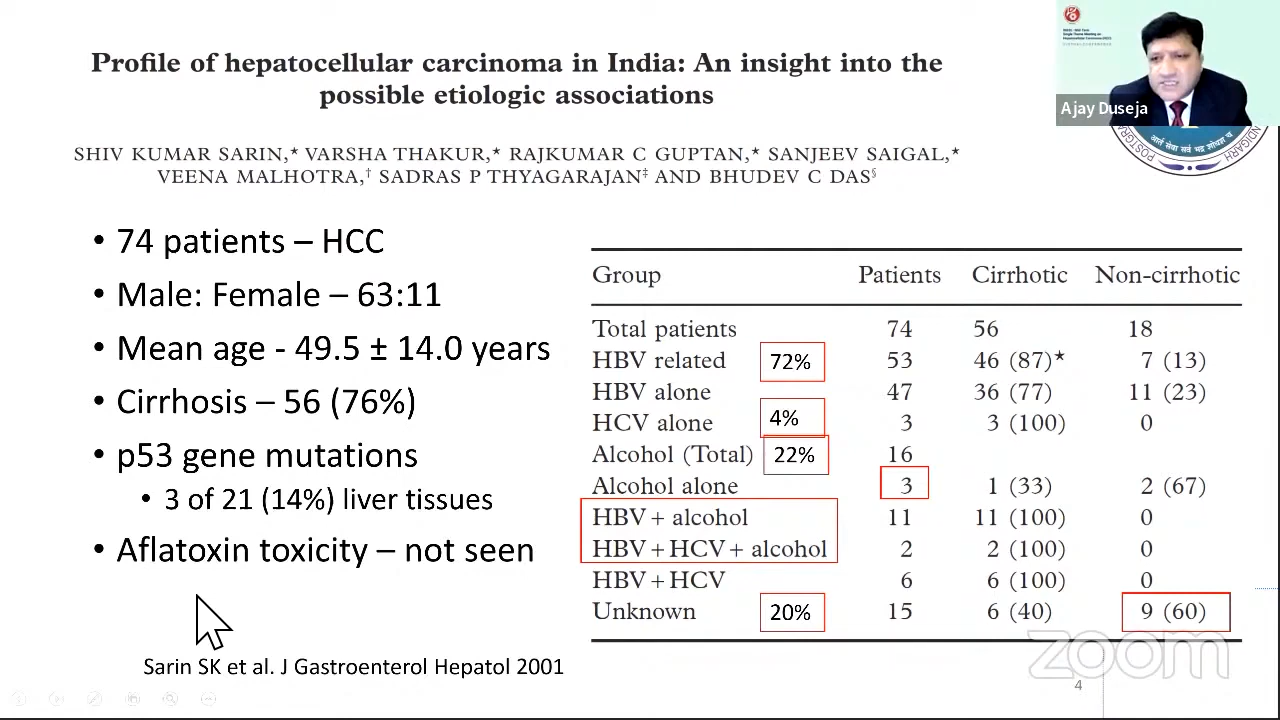 Profile of hepatocellular carcinoma in India: An insight into the
possible etiologic associations
SHIV KUMAR SARIN,* VARSHA THAKUR,* RAJKUMAR C GUPTAN,* SANJEEV SAIGAL,*
VEENA MALHOTRA,† SADRAS P THYAGARAJAN‡ AND BHUDEV C DAS§
Ajay Duseja
• 74 patients – HCC
• Male: Female – 63:11
• Mean age - 49.5 ± 14.0 years
• Cirrhosis – 56 (76%)
• p53 gene mutations
• 3 of 21 (14%) liver tissues
• Aflatoxin toxicity – not seen
Sarin SK et al. J Gastroenterol Hepatol 2001
Group Patients Cirrhotic Non-cirrhotic
Total patients 74 56 18
HBV related 72% 53 46 (87)* 7 (13)
HBV alone 47 36 (77) 11 (23)
HCV alone 4% 3 3 (100) 0
Alcohol (Total) 22% 16
Alcohol alone 3 1 (33) 2 (67)
HBV + alcohol 11 11 (100) 0
HBV + HCV + alcohol 2 2 (100) 0
HBV + HCV 6 6 (100) 0
Unknown 20% 15 6 (40) 9 (60)
zoom
4